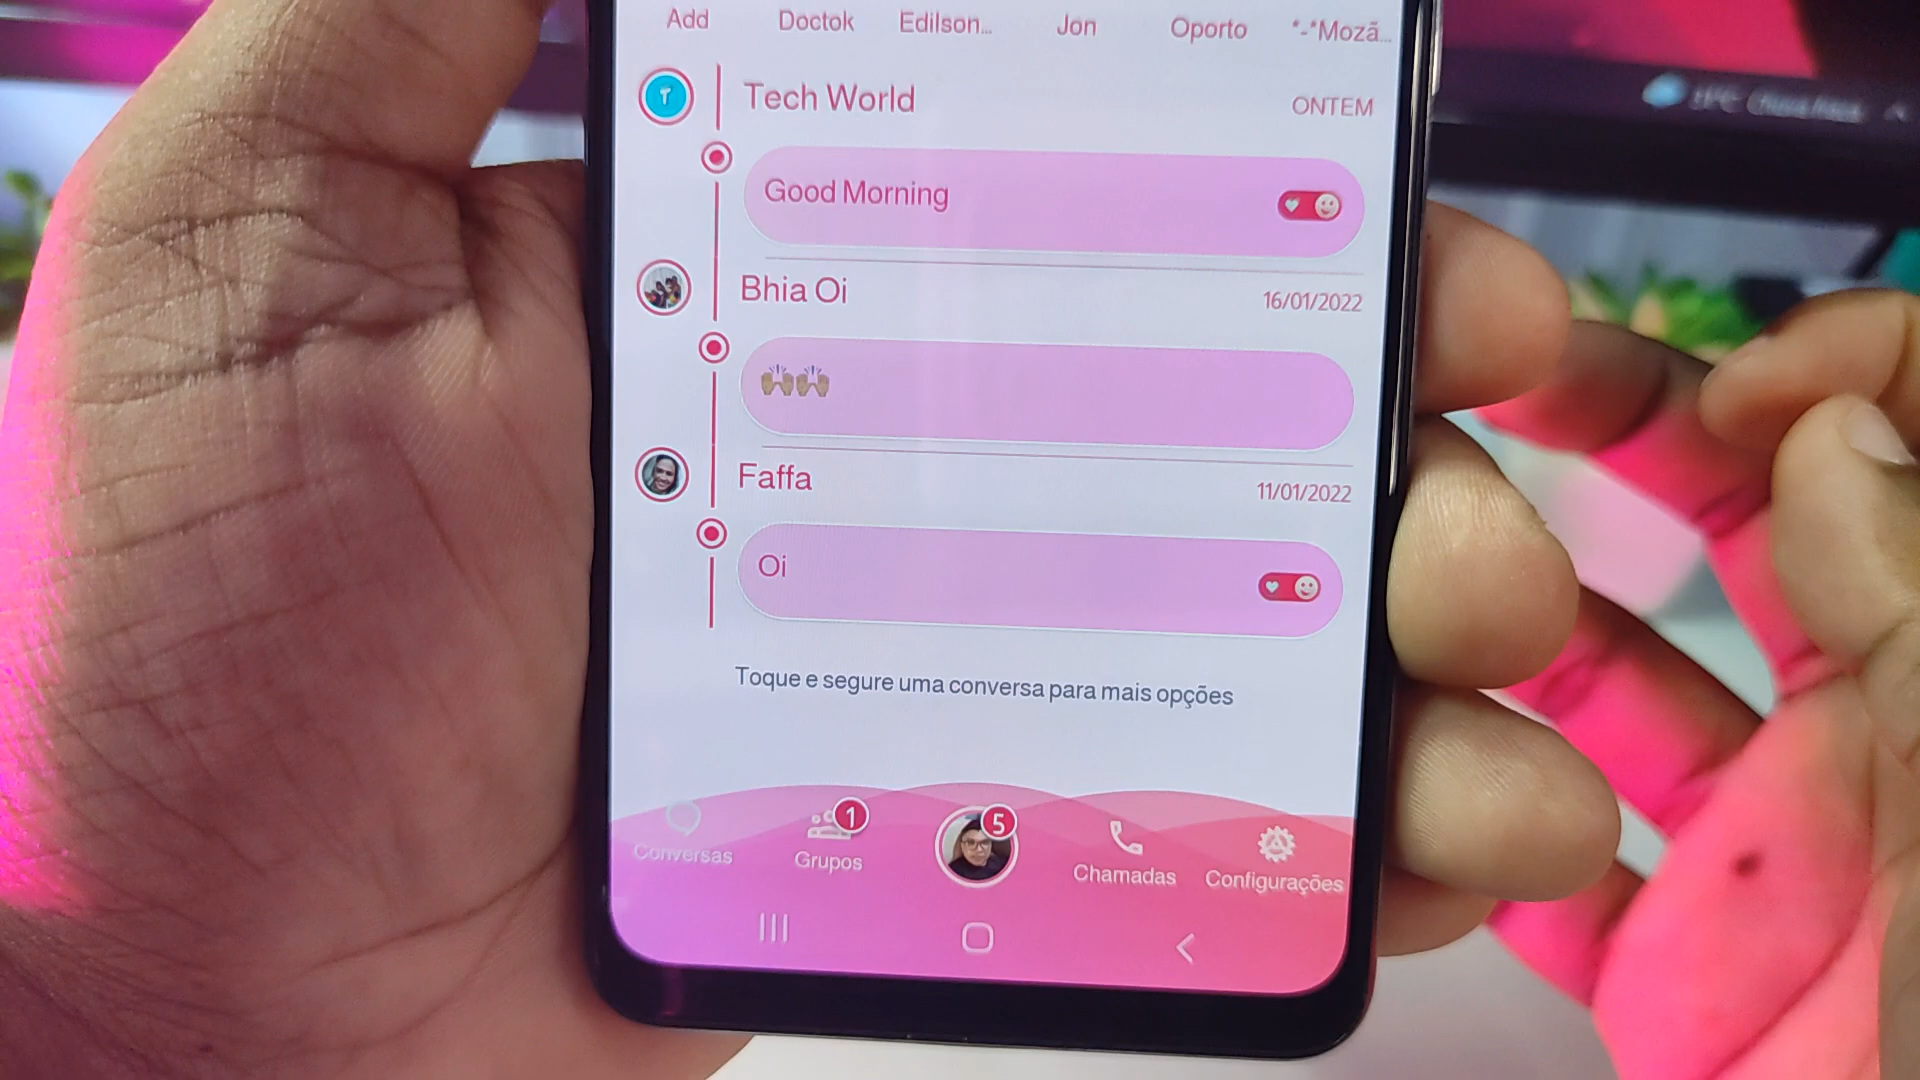 Add Doctok Edilson... Jon Oporto *-*Mozã...
T Tech World ONTEM
Good Morning
Bhia Oi 16/01/2022
🙌🏽🙌🏽
Faffa 11/01/2022
Oi
Toque e segure uma conversa para mais opções
1 5
Conversas Grupos Chamadas Configurações